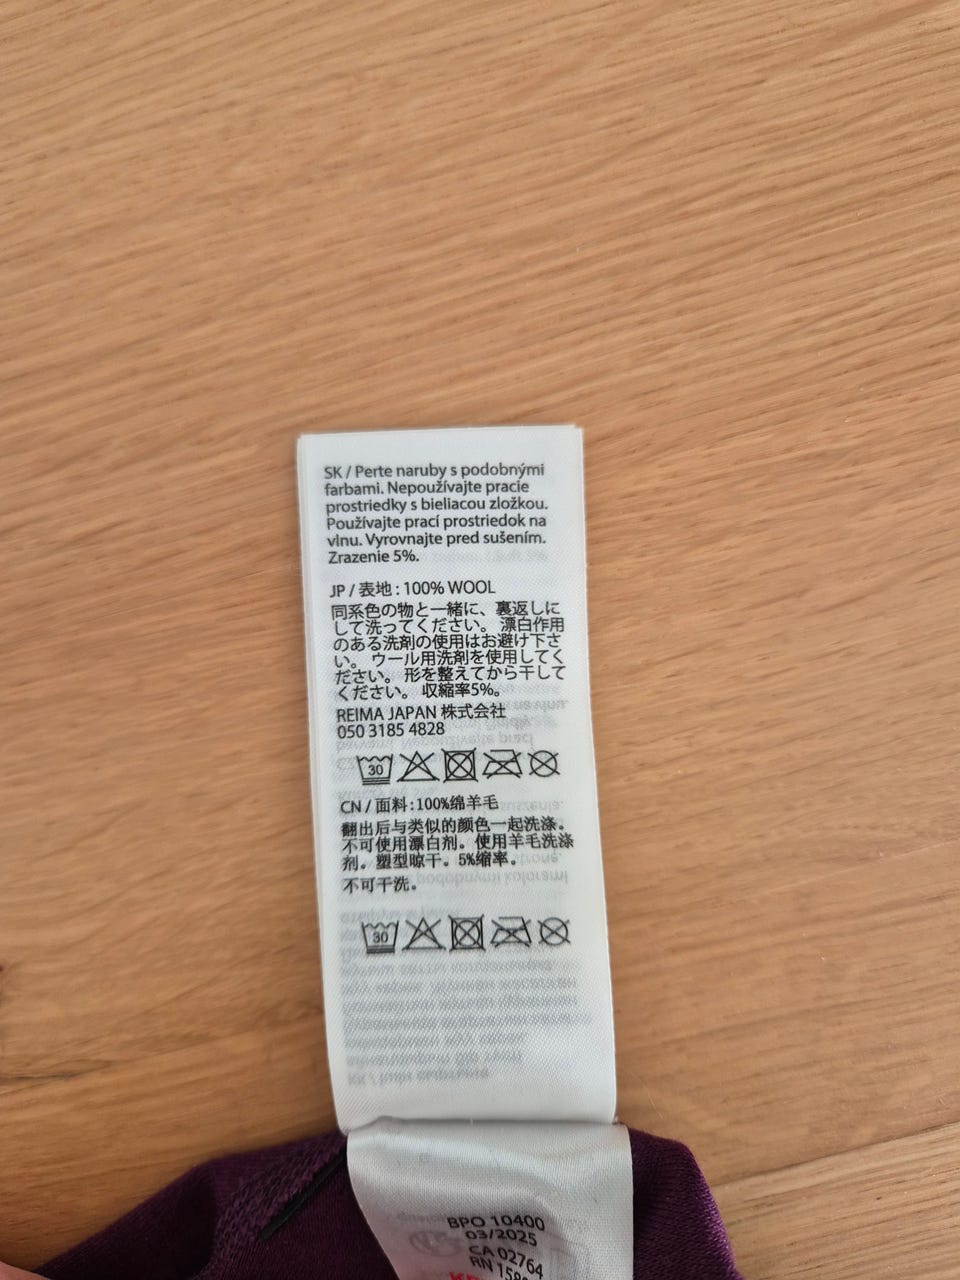 SK / Perte naruby s podobnými
farbami. Nepoužívajte pracie
prostriedky s bieliacou zložkou.
Používajte prací prostriedok na
vlnu. Vyrovnajte pred sušením.
Zrazenie 5%.
JP / 表地 : 100% WOOL
同系色の物と一緒に、裏返しに
して洗ってください。 漂白作用
のある洗剤の使用はお避け下さ
い。 ウール用洗剤を使用してく
ださい。 形を整えてから干して
ください。 収縮率5%。
REIMA JAPAN 株式会社
050 3185 4828
30
CN / 面料:100%绵羊毛
翻出后与类似的颜色一起洗涤。
不可使用漂白剂。使用羊毛洗涤
剂。塑型晾干。5%缩率。
不可干洗。
30
BPO 10400
03/2025
CA 02764
RN